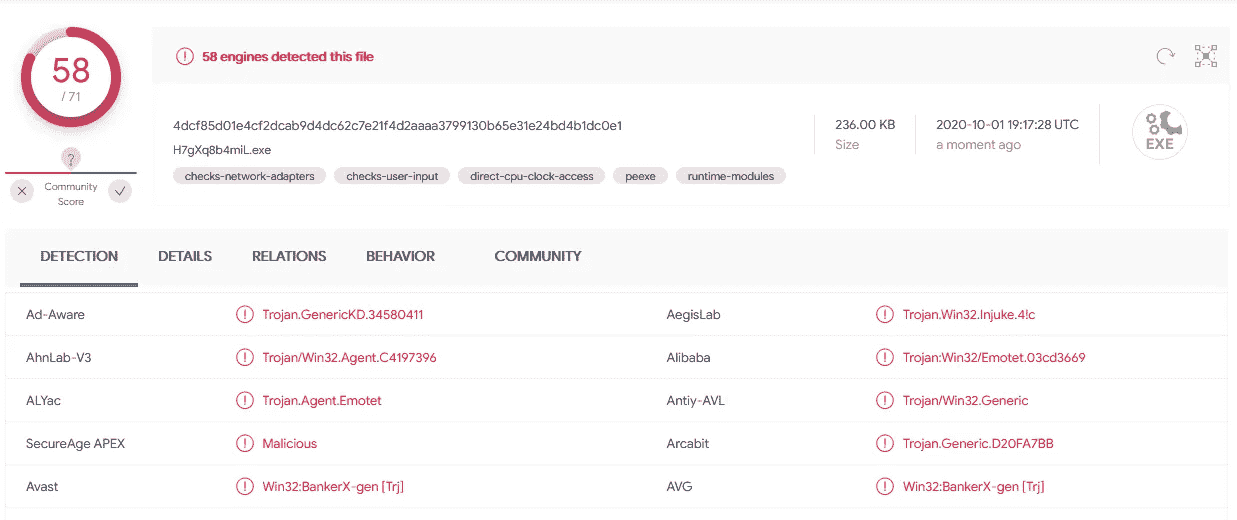 58
/ 71
?
Community
Score
58 engines detected this file
4dcf85d01e4cf2dcab9d4dc62c7e21f4d2aaaa3799130b65e31e24bd4b1dc0e1
H7gXq8b4miL.exe
checks-network-adapters checks-user-input direct-cpu-clock-access peexe runtime-modules
236.00 KB
Size
2020-10-01 19:17:28 UTC
a moment ago
EXE
DETECTION DETAILS RELATIONS BEHAVIOR COMMUNITY
Ad-Aware Trojan.GenericKD.34580411 AegisLab Trojan.Win32.Injuke.4!c
AhnLab-V3 Trojan/Win32.Agent.C4197396 Alibaba Trojan:Win32/Emotet.03cd3669
ALYac Trojan.Agent.Emotet Antiy-AVL Trojan/Win32.Generic
SecureAge APEX Malicious Arcabit Trojan.Generic.D20FA7BB
Avast Win32:BankerX-gen [Trj] AVG Win32:BankerX-gen [Trj]